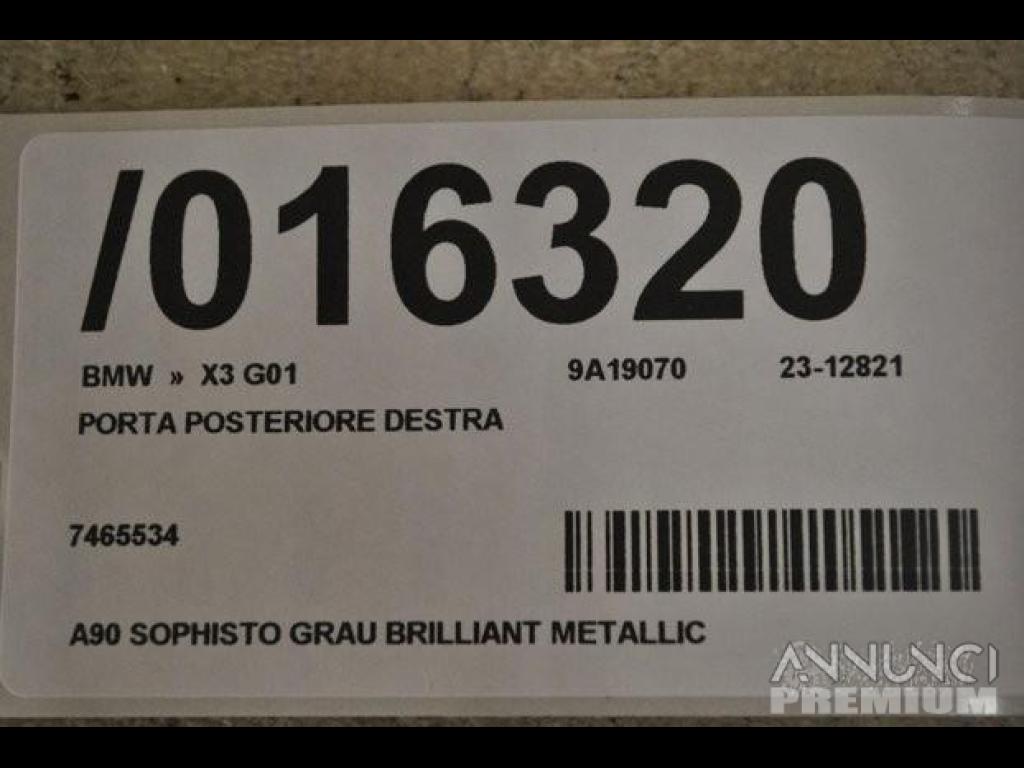 /016320
BMW » X3 G01 9A19070 23-12821
PORTA POSTERIORE DESTRA
7465534
A90 SOPHISTO GRAU BRILLIANT METALLIC
ANNUNCI
PREMIUM